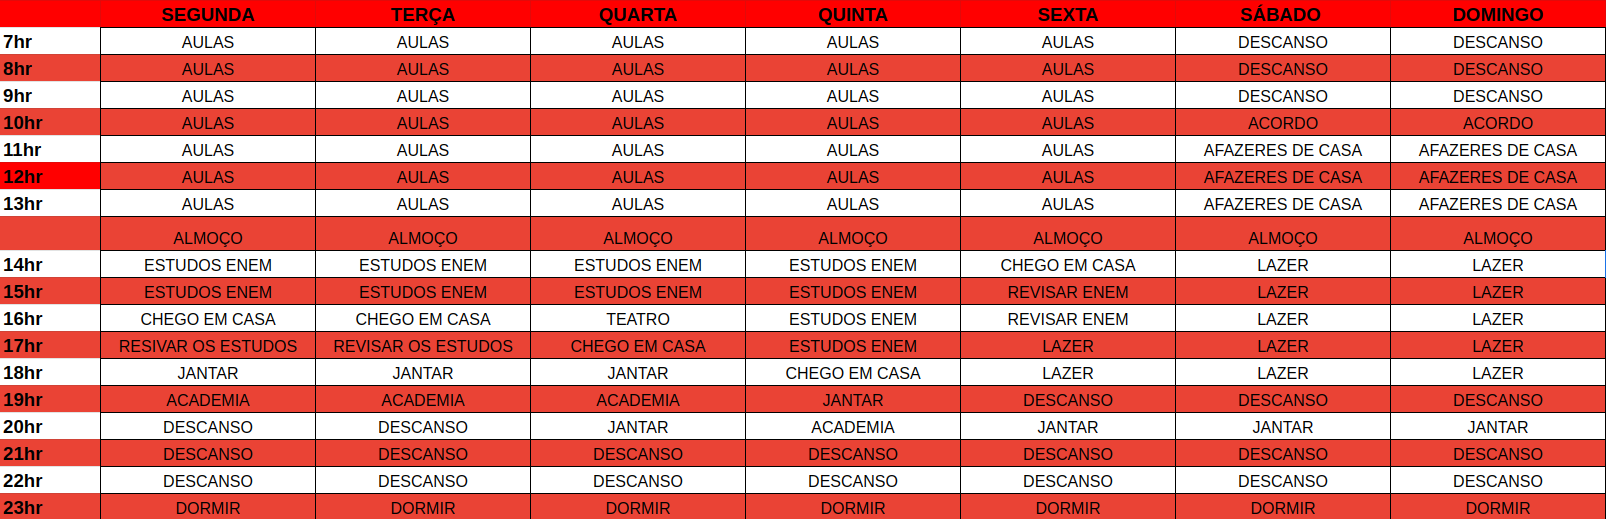 SEGUNDA TERÇA QUARTA QUINTA SEXTA SÁBADO DOMINGO
7hr AULAS AULAS AULAS AULAS AULAS DESCANSO DESCANSO
8hr AULAS AULAS AULAS AULAS AULAS DESCANSO DESCANSO
9hr AULAS AULAS AULAS AULAS AULAS DESCANSO DESCANSO
10hr AULAS AULAS AULAS AULAS AULAS ACORDO ACORDO
11hr AULAS AULAS AULAS AULAS AULAS AFAZERES DE CASA AFAZERES DE CASA
12hr AULAS AULAS AULAS AULAS AULAS AFAZERES DE CASA AFAZERES DE CASA
13hr AULAS AULAS AULAS AULAS AULAS AFAZERES DE CASA AFAZERES DE CASA
ALMOÇO ALMOÇO ALMOÇO ALMOÇO ALMOÇO ALMOÇO ALMOÇO
14hr ESTUDOS ENEM ESTUDOS ENEM ESTUDOS ENEM ESTUDOS ENEM CHEGO EM CASA LAZER LAZER
15hr ESTUDOS ENEM ESTUDOS ENEM ESTUDOS ENEM ESTUDOS ENEM REVISAR ENEM LAZER LAZER
16hr CHEGO EM CASA CHEGO EM CASA TEATRO ESTUDOS ENEM REVISAR ENEM LAZER LAZER
17hr RESIVAR OS ESTUDOS REVISAR OS ESTUDOS CHEGO EM CASA ESTUDOS ENEM LAZER LAZER LAZER
18hr JANTAR JANTAR JANTAR CHEGO EM CASA LAZER LAZER LAZER
19hr ACADEMIA ACADEMIA ACADEMIA JANTAR DESCANSO DESCANSO DESCANSO
20hr DESCANSO DESCANSO JANTAR ACADEMIA JANTAR JANTAR JANTAR
21hr DESCANSO DESCANSO DESCANSO DESCANSO DESCANSO DESCANSO DESCANSO
22hr DESCANSO DESCANSO DESCANSO DESCANSO DESCANSO DESCANSO DESCANSO
23hr DORMIR DORMIR DORMIR DORMIR DORMIR DORMIR DORMIR